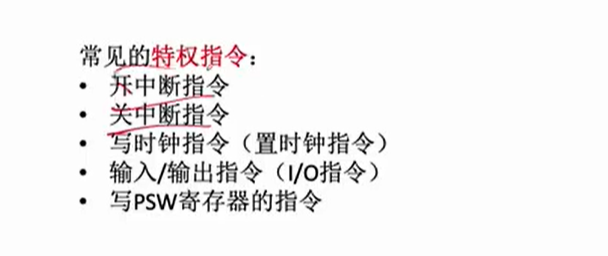 常见的特权指令：
• 开中断指令
• 关中断指令
• 写时钟指令（置时钟指令）
• 输入/输出指令（I/O指令）
• 写PSW寄存器的指令